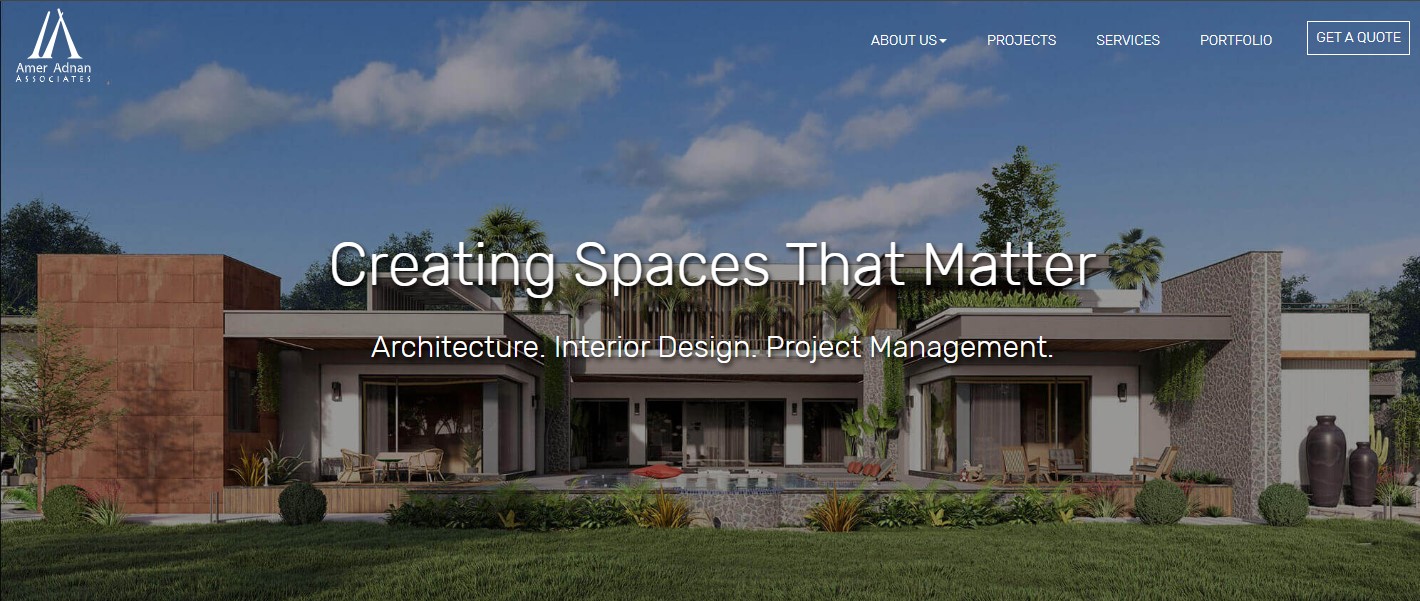 Amer Adnan
ASSOCIATES
ABOUT US
PROJECTS
SERVICES
PORTFOLIO
GET A QUOTE
Creating Spaces That Matter
Architecture. Interior Design. Project Management.